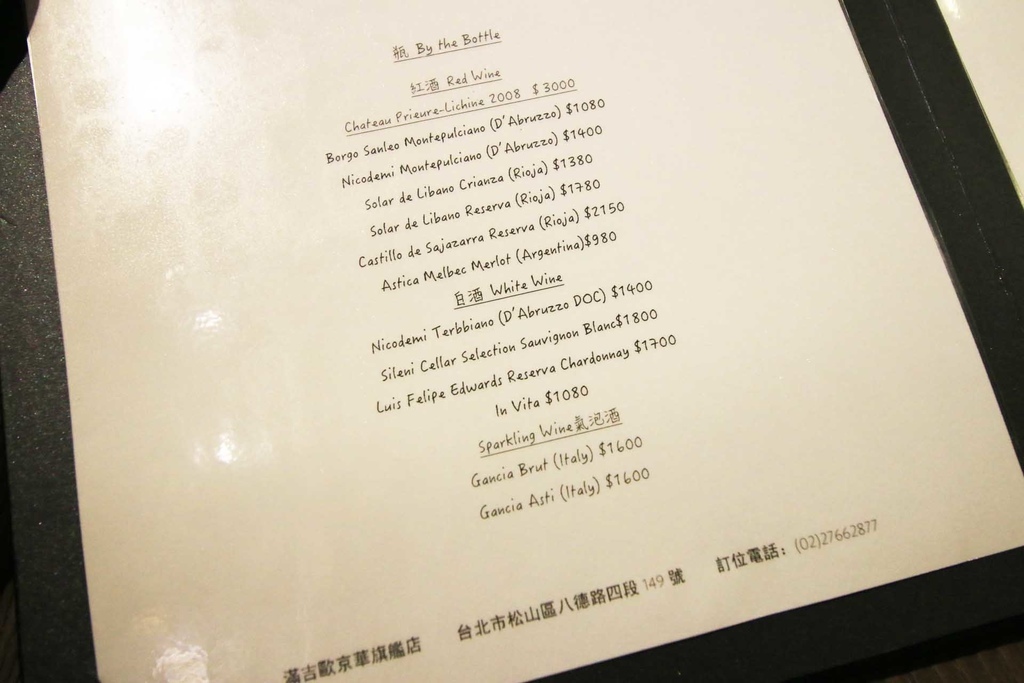 瓶 By the Bottle
紅酒 Red Wine
Chateau Prieure-Lichine 2008 $3000
Borgo Sanleo Montepulciano (D'Abruzzo) $1080
Nicodemi Montepulciano (D'Abruzzo) $1400
Solar de Libano Crianza (Rioja) $1380
Solar de Libano Reserva (Rioja) $1780
Castillo de Sajazarra Reserva (Rioja) $2150
Astica Melbec Merlot (Argentina)$980
白酒 White Wine
Nicodemi Terbbiano (D'Abruzzo DOC) $1400
Sileni Cellar Selection Sauvignon Blanc$1800
Luis Felipe Edwards Reserva Chardonnay $1700
In Vita $1080
Sparkling Wine氣泡酒
Gancia Brut (Italy) $1600
Gancia Asti (Italy) $1600
滿吉歐京華旗艦店 台北市松山區八德路四段 149 號 訂位電話：(02)27662877